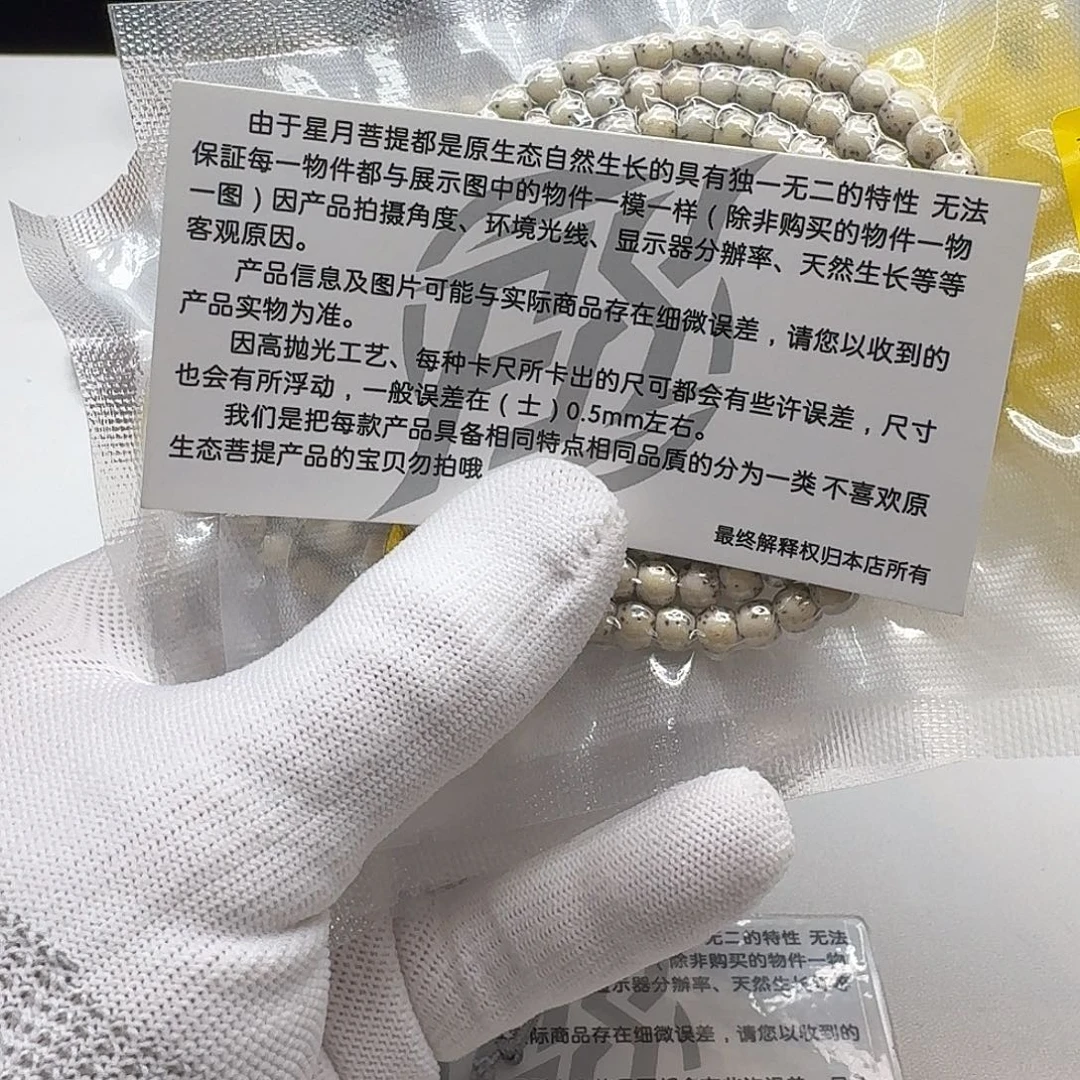 由于星月菩提都是原生态自然生长的具有独一无二的特性 无法
保証每一物件都与展示图中的物件一模一样（除非购买的物件一物
一图）因产品拍摄角度、环境光线、显示器分辦率、天然生长等等
客观原因。
产品信息及图片可能与实际商品存在细微误差，请您以收到的
产品实物为准。
因高抛光工艺、每种卡尺所卡出的尺可都会有些许误差，尺寸
也会有所浮动，一般误差在（士）0.5mm左右。
我们是把每款产品具备相同特点相同品质的分为一类 不喜欢原
生态菩提产品的宝贝勿拍哦
最终解释权归本店所有
无二的特性 无法
除非购买的物件一物
显示器分辦率、天然生长
际商品存在细微误差，请您以收到的